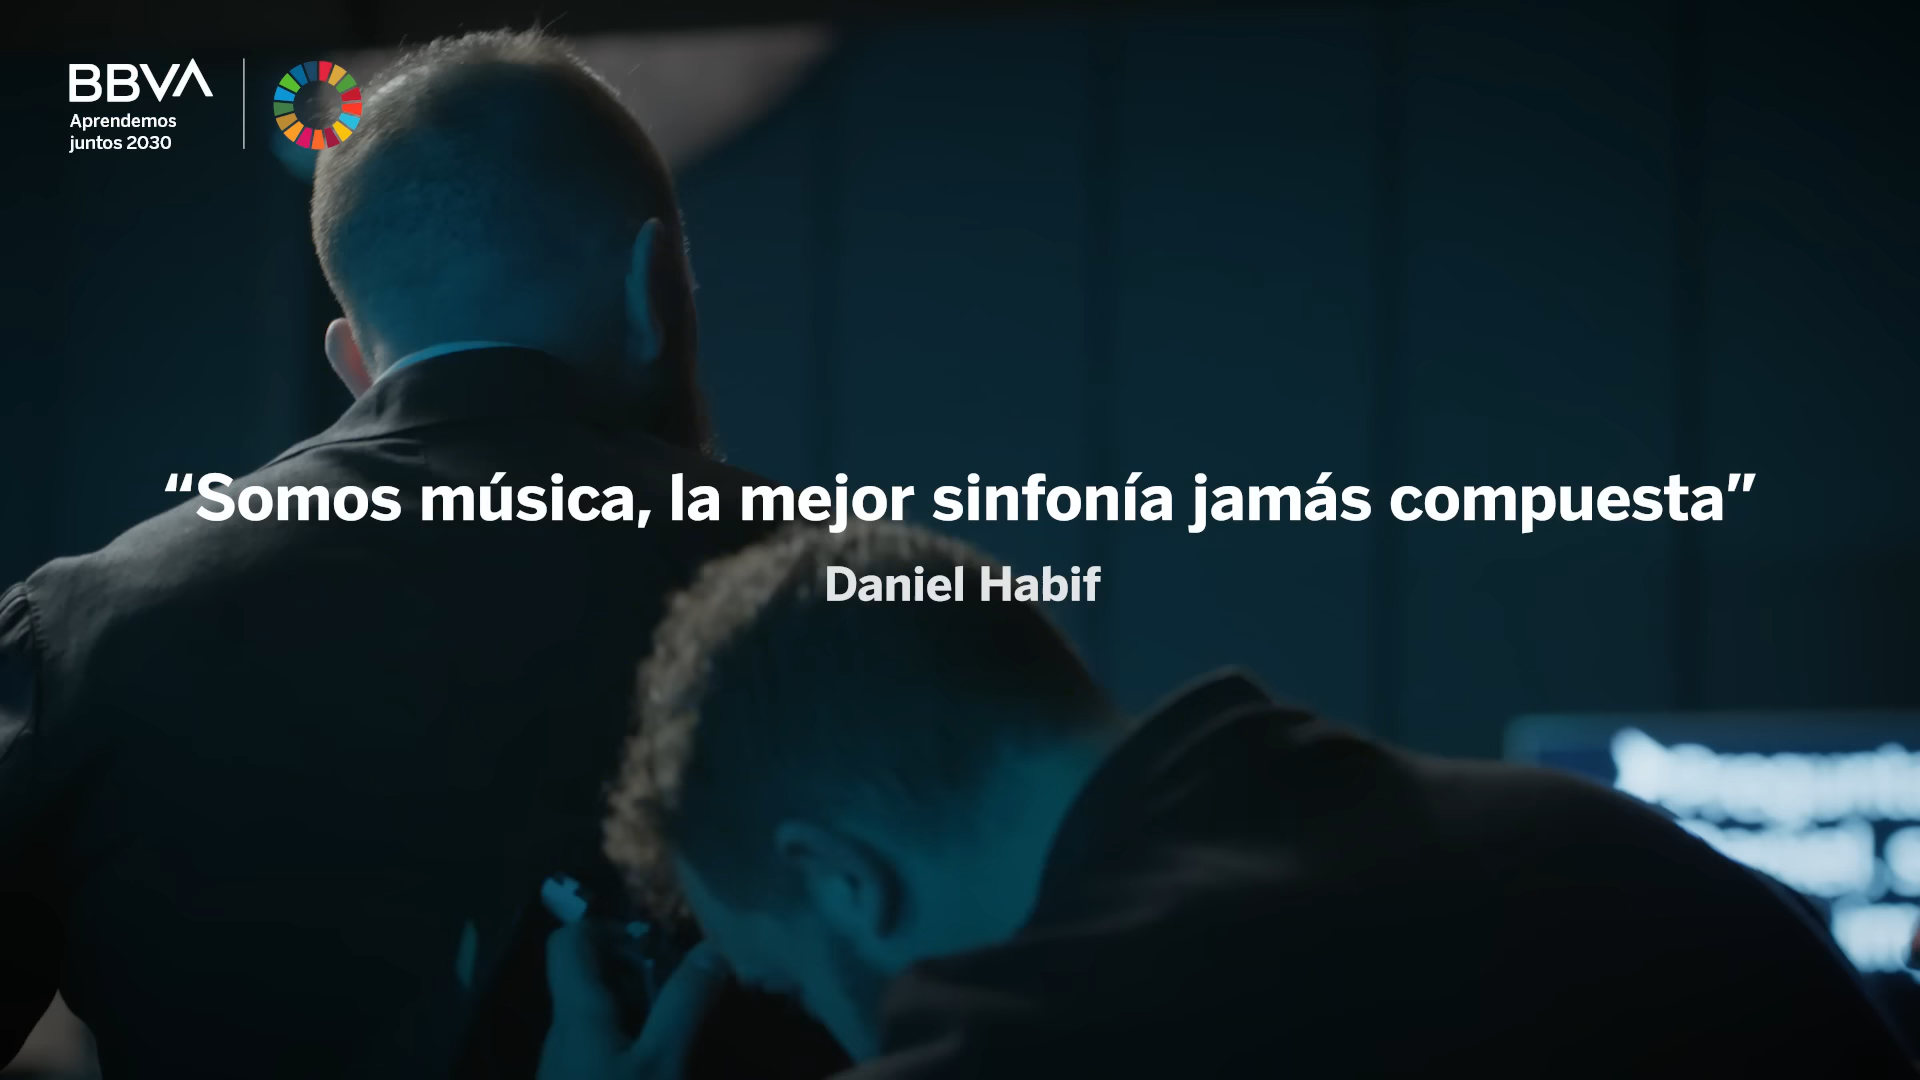 BBVA
Aprendemos
juntos 2030
“Somos música, la mejor sinfonía jamás compuesta”
Daniel Habif